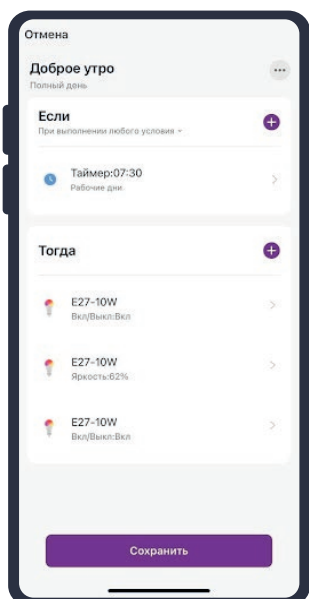 Отмена
Доброе утро
Полный день
Если
При выполнении любого условия
Таймер:07:30
Рабочие дни.
Тогда
E27-10W
Вкл/Выкл:Вкл
E27-10W
Яркость:62%
E27-10W
Вкл/Выкл:Вкл
Сохранить